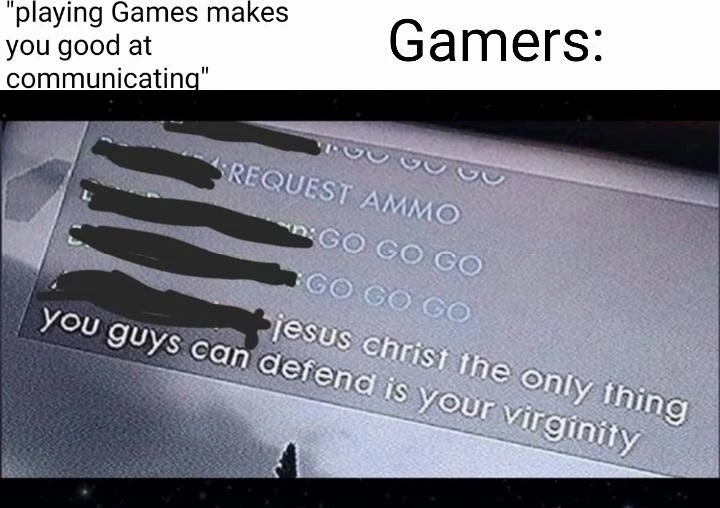 "playing Games makes
you good at
communicating"
Gamers:
GO GO GO
:REQUEST AMMO
:GO GO GO
:GO GO GO
jesus christ the only thing
you guys can defend is your virginity